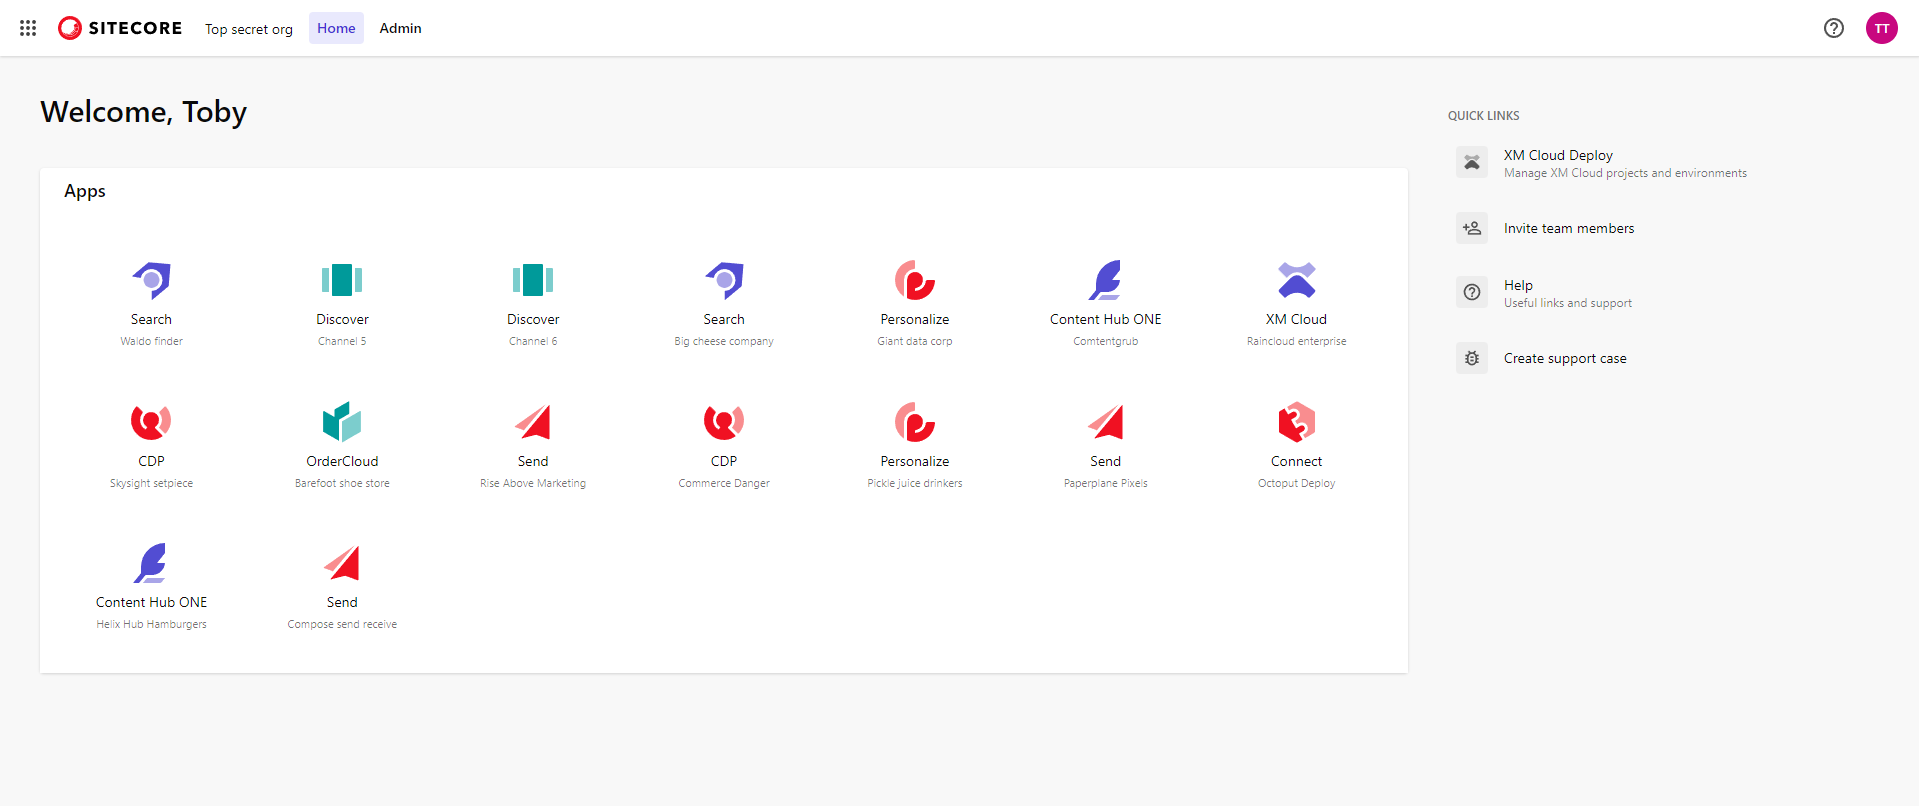 SITECORE Top secret org Home Admin TT
Welcome, Toby
Apps
Search
Waldo finder
Discover
Channel 5
Discover
Channel 6
Search
Big cheese company
Personalize
Giant data corp
Content Hub ONE
Comtentgrub
XM Cloud
Raincloud enterprise
CDP
Skysight setpiece
OrderCloud
Barefoot shoe store
Send
Rise Above Marketing
CDP
Commerce Danger
Personalize
Pickle juice drinkers
Send
Paperplane Pixels
Connect
Octoput Deploy
Content Hub ONE
Helix Hub Hamburgers
Send
Compose send receive
QUICK LINKS
XM Cloud Deploy
Manage XM Cloud projects and environments
Invite team members
Help
Useful links and support
Create support case